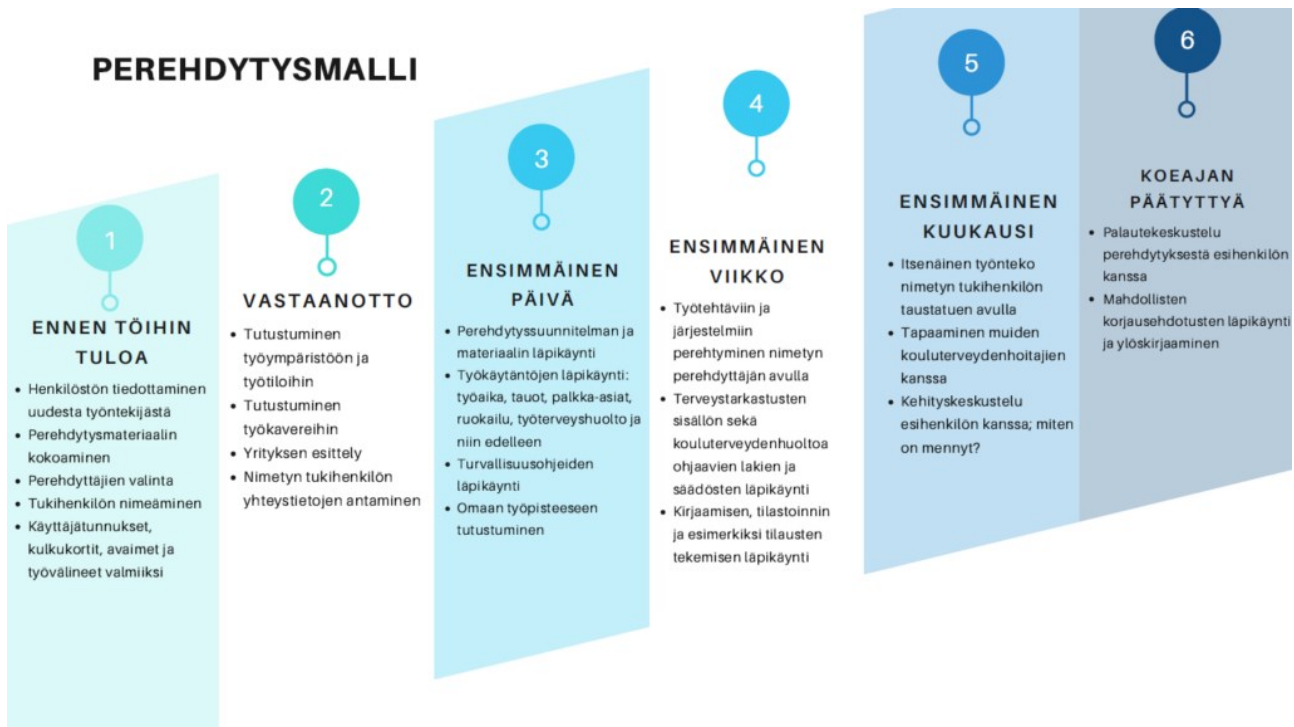 PEREHDYTYSMALLI
1
ENNEN TÖIHIN
TULOA
• Henkilöstön tiedottaminen
uudesta työntekijästä
• Perehdytysmateriaalin
kokoaminen
• Perehdyttäjien valinta
• Tukihenkilön nimeäminen
• Käyttäjätunnukset,
kulkukortit, avaimet ja
työvälineet valmiiksi
2
VASTAANOTTO
• Tutustuminen
työympäristöön ja
työtiloihin
• Tutustuminen
työkavereihin
• Yrityksen esittely
• Nimetyn tukihenkilön
yhteystietojen antaminen
3
ENSIMMÄINEN
PÄIVÄ
• Perehdytyssuunnitelman ja
materiaalin läpikäynti
• Työkäytäntöjen läpikäynti:
työaika, tauot, palkka-asiat,
ruokailu, työterveyshuolto ja
niin edelleen
• Turvallisuusohjeiden
läpikäynti
• Omaan työpisteeseen
tutustuminen
4
ENSIMMÄINEN
VIIKKO
• Työtehtäviin ja
järjestelmiin
perehtyminen nimetyn
perehdyttäjän avulla
• Terveystarkastusten
sisällön sekä
kouluterveydenhuoltoa
ohjaavien lakien ja
säädösten läpikäynti
• Kirjaamisen, tilastoinnin
ja esimerkiksi tilausten
tekemisen läpikäynti
5
ENSIMMÄINEN
KUUKAUSI
• Itsenäinen työnteko
nimetyn tukihenkilön
taustatuen avulla
• Tapaaminen muiden
kouluterveydenhoitajien
kanssa
• Kehityskeskustelu
esihenkilön kanssa; miten
on mennyt?
6
KOEAJAN
PÄÄTYTTYÄ
• Palautekeskustelu
perehdytyksestä esihenkilön
kanssa
• Mahdollisten
korjausehdotusten läpikäynti
ja ylöskirjaaminen